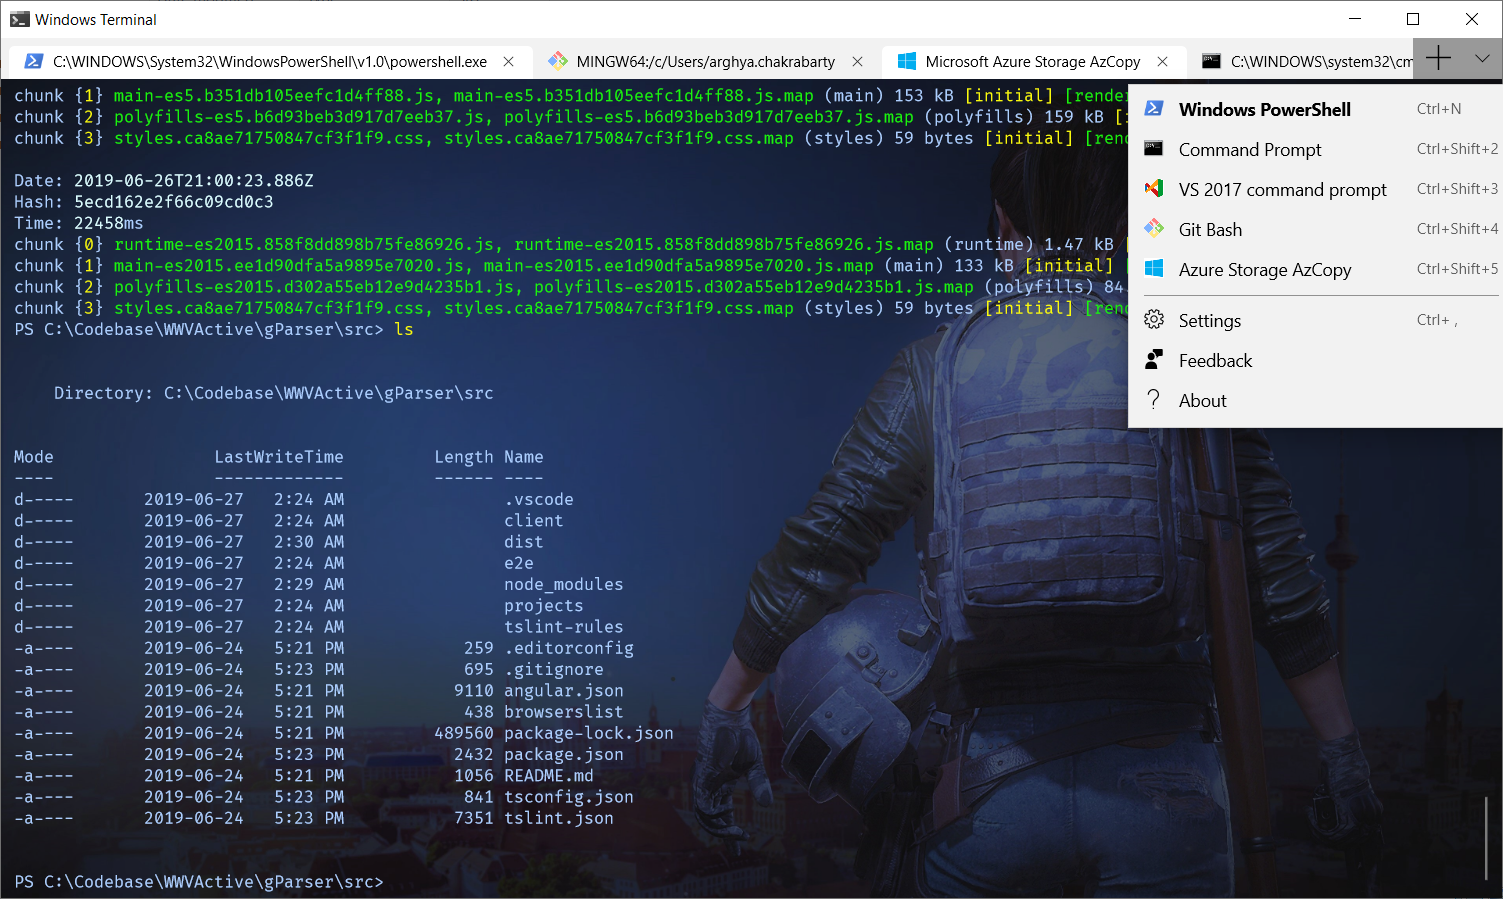 Windows Terminal
C:\WINDOWS\System32\WindowsPowerShell\v1.0\powershell.exe
MINGW64:/c/Users/arghya.chakrabarty
Microsoft Azure Storage AzCopy
C:\WINDOWS\system32\cm
chunk {1} main-es5.b351db105eefc1d4ff88.js, main-es5.b351db105eefc1d4ff88.js.map (main) 153 kB [initial] [render
chunk {2} polyfills-es5.b6d93beb3d917d7eeb37.js, polyfills-es5.b6d93beb3d917d7eeb37.js.map (polyfills) 159 kB [
chunk {3} styles.ca8ae71750847cf3f1f9.css, styles.ca8ae71750847cf3f1f9.css.map (styles) 59 bytes [initial] [rend
Date: 2019-06-26T21:00:23.886Z
Hash: 5ecd162e2f66c09cd0c3
Time: 22458ms
chunk {0} runtime-es2015.858f8dd898b75fe86926.js, runtime-es2015.858f8dd898b75fe86926.js.map (runtime) 1.47 kB [
chunk {1} main-es2015.ee1d90dfa5a9895e7020.js, main-es2015.ee1d90dfa5a9895e7020.js.map (main) 133 kB [initial] [
chunk {2} polyfills-es2015.d302a55eb12e9d4235b1.js, polyfills-es2015.d302a55eb12e9d4235b1.js.map (polyfills) 84.
chunk {3} styles.ca8ae71750847cf3f1f9.css, styles.ca8ae71750847cf3f1f9.css.map (styles) 59 bytes [initial] [rend
PS C:\Codebase\WWVActive\gParser\src> ls
Directory: C:\Codebase\WWVActive\gParser\src
Mode LastWriteTime Length Name
---- ------------- ------ ----
d----- 2019-06-27 2:24 AM .vscode
d----- 2019-06-27 2:24 AM client
d----- 2019-06-27 2:30 AM dist
d----- 2019-06-27 2:24 AM e2e
d----- 2019-06-27 2:29 AM node_modules
d----- 2019-06-27 2:24 AM projects
d----- 2019-06-27 2:24 AM tslint-rules
-a---- 2019-06-24 5:21 PM 259 .editorconfig
-a---- 2019-06-24 5:23 PM 695 .gitignore
-a---- 2019-06-24 5:21 PM 9110 angular.json
-a---- 2019-06-24 5:21 PM 438 browserslist
-a---- 2019-06-24 5:21 PM 489560 package-lock.json
-a---- 2019-06-24 5:23 PM 2432 package.json
-a---- 2019-06-24 5:21 PM 1056 README.md
-a---- 2019-06-24 5:23 PM 841 tsconfig.json
-a---- 2019-06-24 5:23 PM 7351 tslint.json
PS C:\Codebase\WWVActive\gParser\src>
Windows PowerShell Ctrl+N
Command Prompt Ctrl+Shift+2
VS 2017 command prompt Ctrl+Shift+3
Git Bash Ctrl+Shift+4
Azure Storage AzCopy Ctrl+Shift+5
Settings Ctrl+ ,
Feedback
About